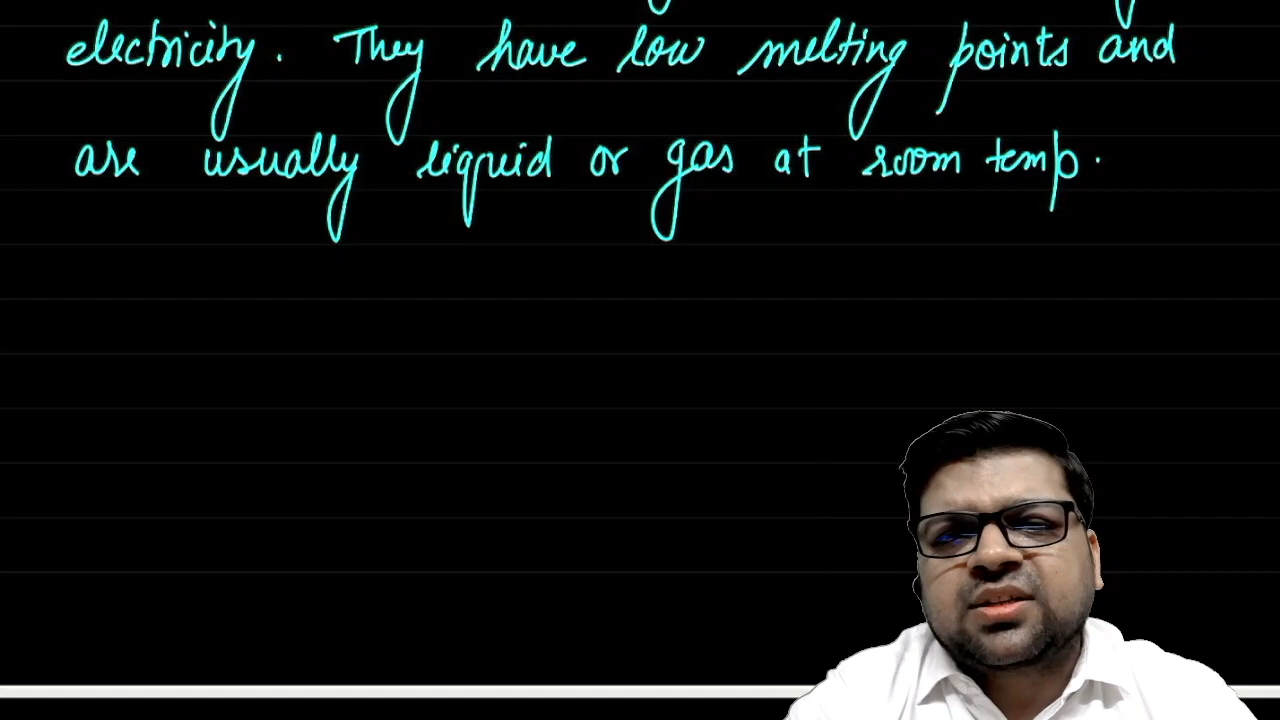 electricity. They have low melting points and
are usually liquid or gas at room temp.